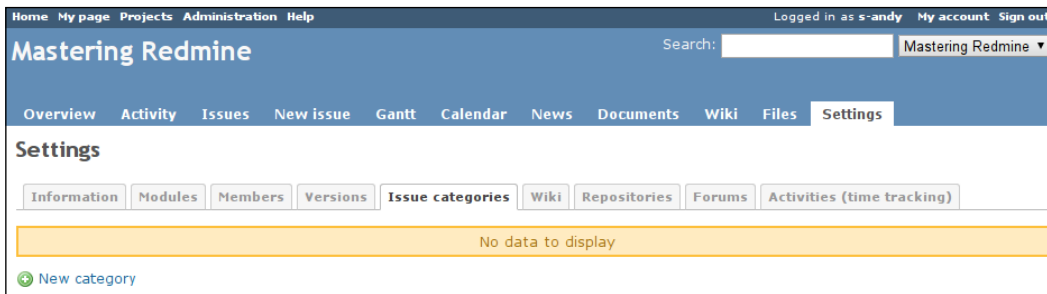 Home My page Projects Administration Help Logged in as s-andy My account Sign out
Mastering Redmine Search: Mastering Redmine
Overview Activity Issues New issue Gantt Calendar News Documents Wiki Files Settings
Settings
Information Modules Members Versions Issue categories Wiki Repositories Forums Activities (time tracking)
No data to display
New category